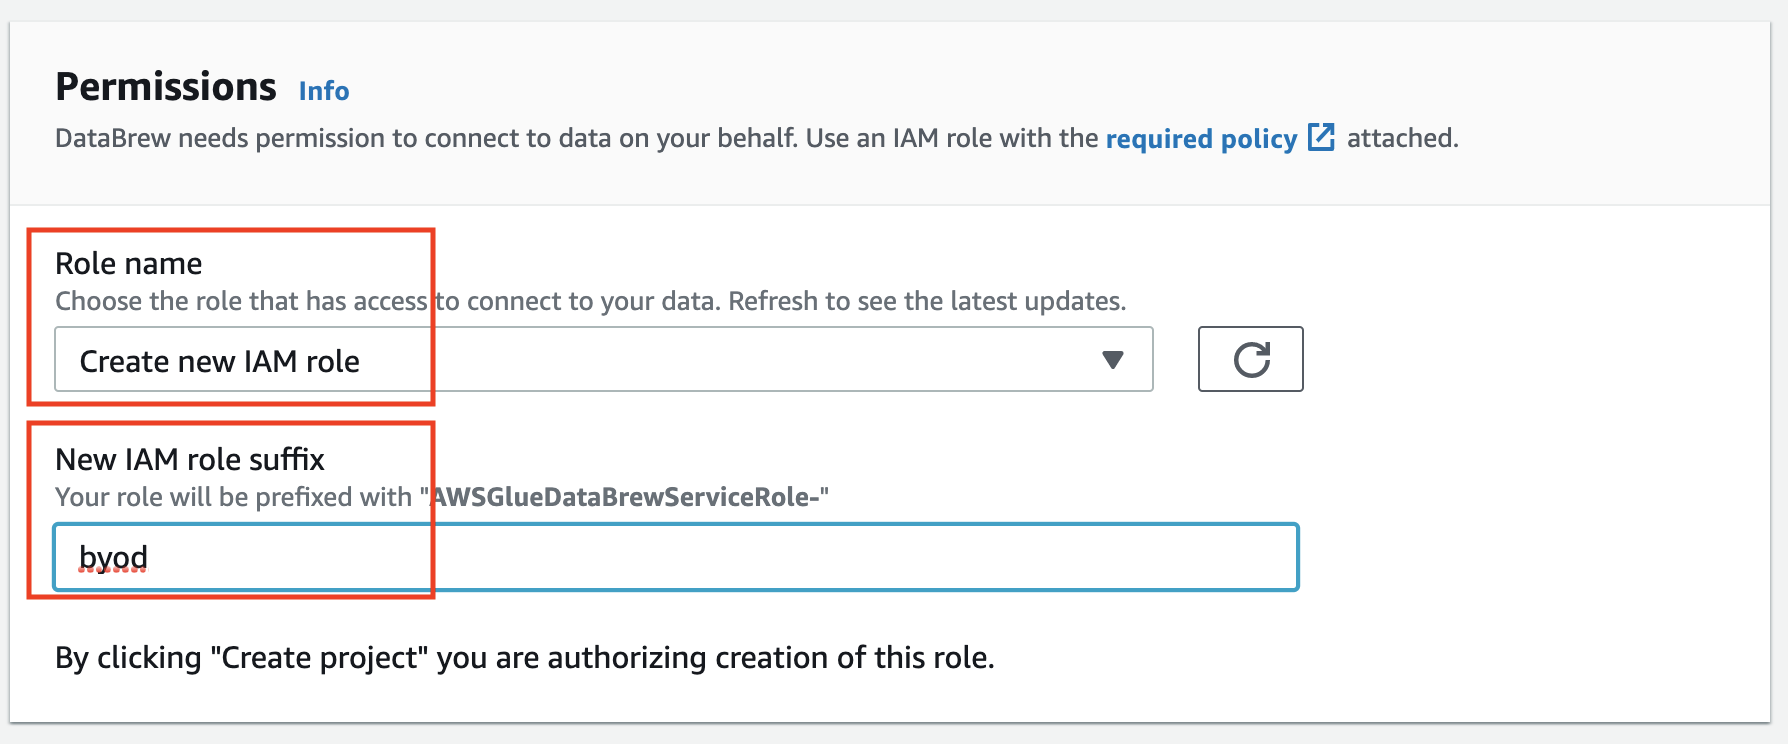 Permissions Info
DataBrew needs permission to connect to data on your behalf. Use an IAM role with the required policy attached.
Role name
Choose the role that has access to connect to your data. Refresh to see the latest updates.
Create new IAM role
New IAM role suffix
Your role will be prefixed with "AWSGlueDataBrewServiceRole-"
byod
By clicking "Create project" you are authorizing creation of this role.